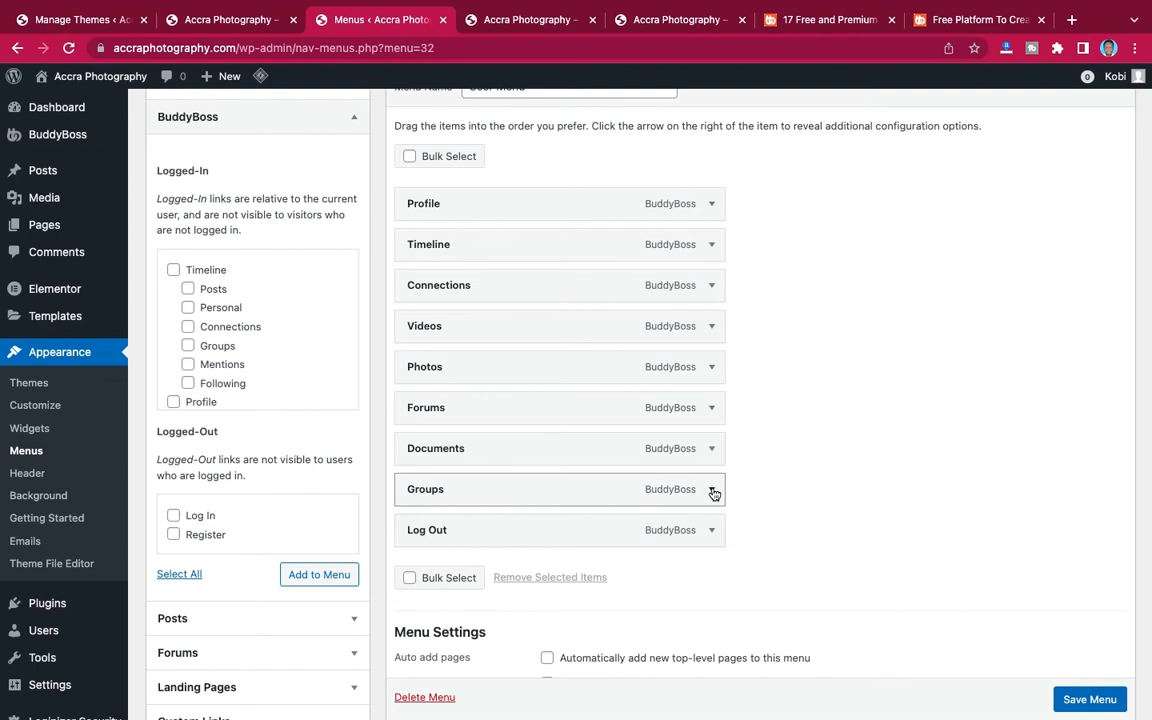 Manage Themes ‹ Ac
Accra Photography –
Menus ‹ Accra Photo
Accra Photography –
Accra Photography –
17 Free and Premium
Free Platform To Crea
accraphotography.com/wp-admin/nav-menus.php?menu=32
Accra Photography
0
New
0
Kobi
Dashboard
BuddyBoss
Posts
Media
Pages
Comments
Elementor
Templates
Appearance
Themes
Customize
Widgets
Menus
Header
Background
Getting Started
Emails
Theme File Editor
Plugins
Users
Tools
Settings
Loginizer Security
BuddyBoss
Logged-In
Logged-In links are relative to the current
user, and are not visible to visitors who
are not logged in.
Timeline
Posts
Personal
Connections
Groups
Mentions
Following
Profile
Logged-Out
Logged-Out links are not visible to users
who are logged in.
Log In
Register
Select All
Add to Menu
Posts
Forums
Landing Pages
Custom Links
Menu Name
User Menu
Drag the items into the order you prefer. Click the arrow on the right of the item to reveal additional configuration options.
Bulk Select
Profile BuddyBoss
Timeline BuddyBoss
Connections BuddyBoss
Videos BuddyBoss
Photos BuddyBoss
Forums BuddyBoss
Documents BuddyBoss
Groups BuddyBoss
Log Out BuddyBoss
Bulk Select Remove Selected Items
Menu Settings
Auto add pages
Automatically add new top-level pages to this menu
Delete Menu
Save Menu